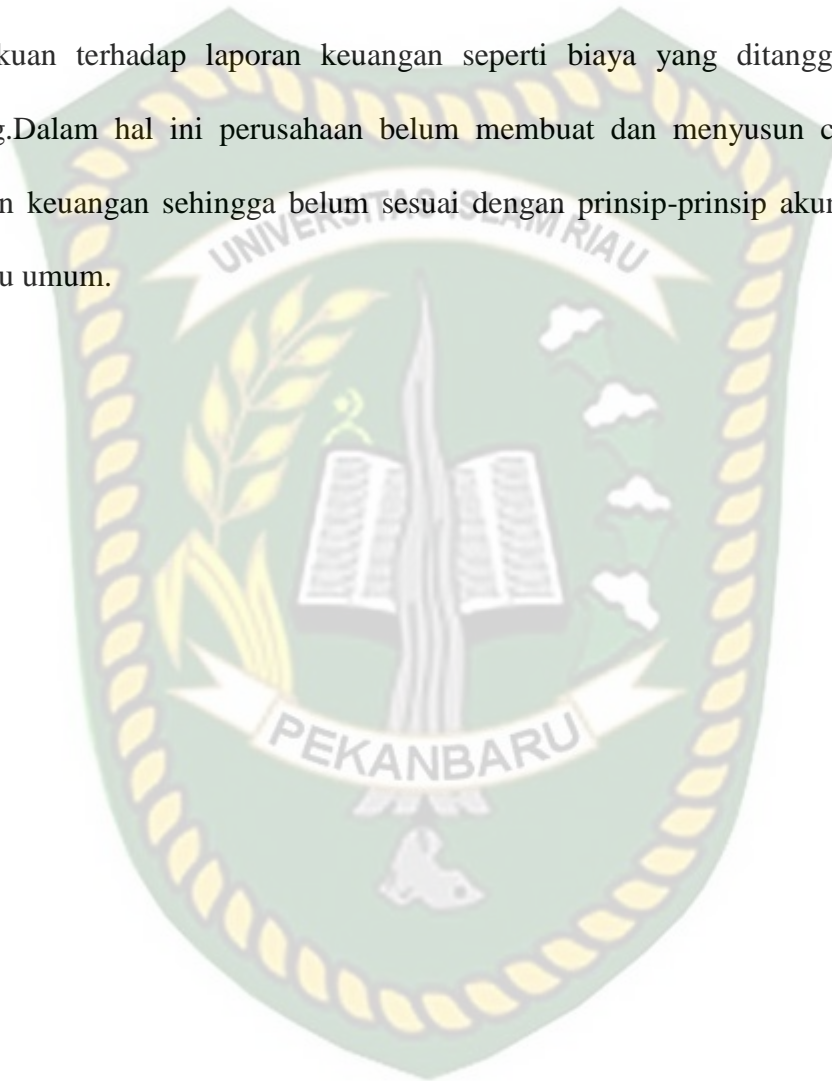 kuan terhadap laporan keuangan seperti biaya yang ditangg
g.Dalam hal ini perusahaan belum membuat dan menyusun c
n keuangan sehingga belum sesuai dengan prinsip-prinsip akun
u umum.
UNIVERSITAS ISLAM RIAU
PEKANBARU